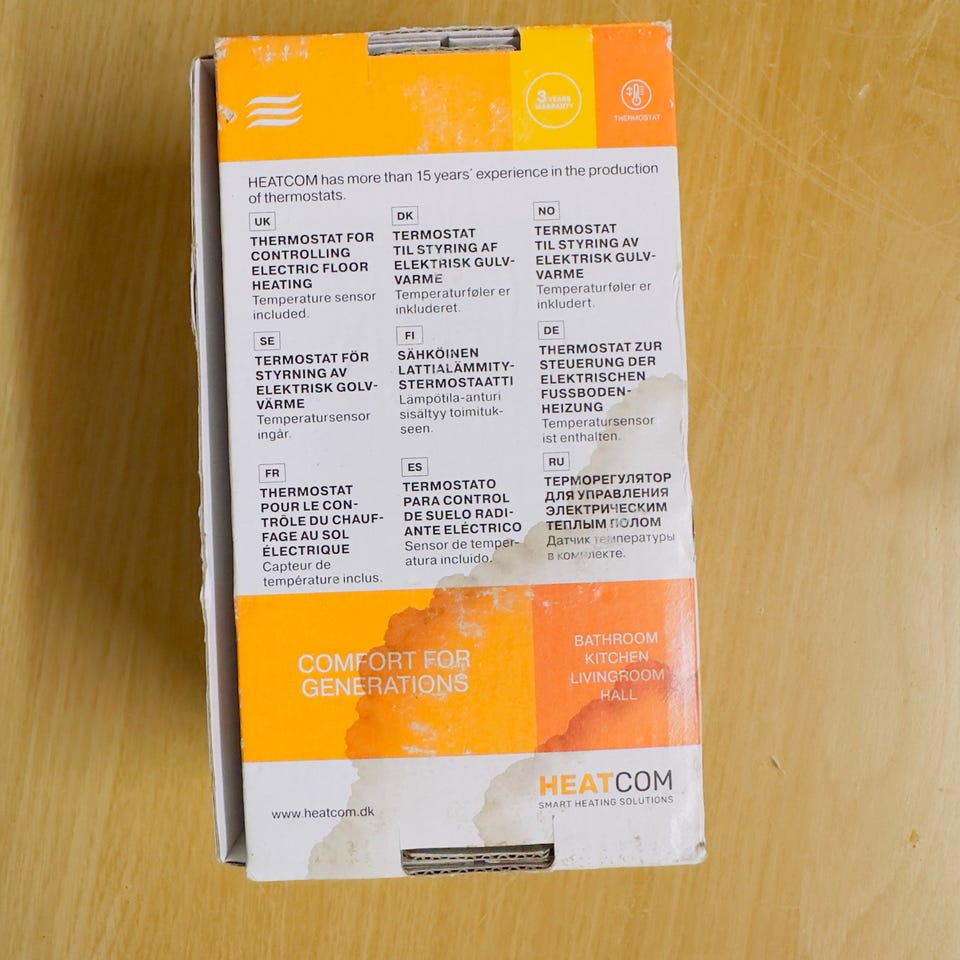 3 YEARS
WARRANTY
THERMOSTAT
HEATCOM has more than 15 years´ experience in the production
of thermostats.
UK
THERMOSTAT FOR
CONTROLLING
ELECTRIC FLOOR
HEATING
Temperature sensor
included.
DK
TERMOSTAT
TIL STYRING AF
ELEKTRISK GULV-
VARME
Temperaturføler er
inkluderet.
NO
TERMOSTAT
TIL STYRING AV
ELEKTRISK GULV-
VARME
Temperaturføler er
inkludert.
SE
TERMOSTAT FÖR
STYRNING AV
ELEKTRISK GOLV-
VÄRME
Temperatursensor
ingår.
FI
SÄHKÖINEN
LATTIALÄMMITY-
STERMOSTAATTI
Lämpötila-anturi
sisältyy toimituk-
seen.
DE
THERMOSTAT ZUR
STEUERUNG DER
ELEKTRISCHEN
FUSSBODEN-
HEIZUNG
Temperatursensor
ist enthalten.
FR
THERMOSTAT
POUR LE CON-
TRÔLE DU CHAUF-
FAGE AU SOL
ÉLECTRIQUE
Capteur de
température inclus.
ES
TERMOSTATO
PARA CONTROL
DE SUELO RADI-
ANTE ELÉCTRICO
Sensor de temper-
atura incluido.
RU
ТЕРМОРЕГУЛЯТОР
ДЛЯ УПРАВЛЕНИЯ
ЭЛЕКТРИЧЕСКИМ
ТЕПЛЫМ ПОЛОМ
Датчик температуры
в комплекте.
COMFORT FOR
GENERATIONS
BATHROOM
KITCHEN
LIVINGROOM
HALL
www.heatcom.dk
HEATCOM
SMART HEATING SOLUTIONS